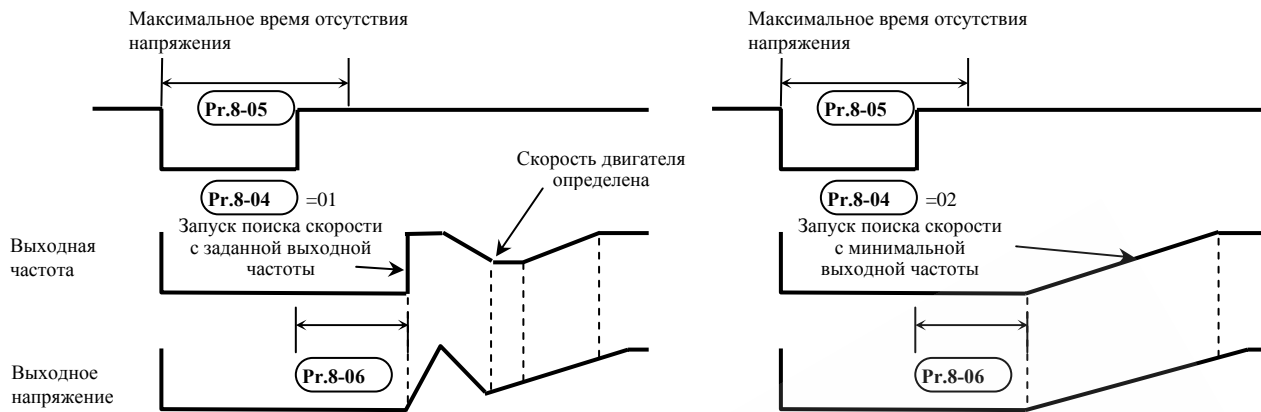 Максимальное время отсутствия
напряжения
Pr.8-05
Pr.8-04 =01
Скорость двигателя
определена
Запуск поиска скорости
с заданной выходной
частоты
Выходная
частота
Pr.8-06
Выходное
напряжение
Максимальное время отсутствия
напряжения
Pr.8-05
Pr.8-04 =02
Запуск поиска скорости
с минимальной
выходной частоты
Pr.8-06